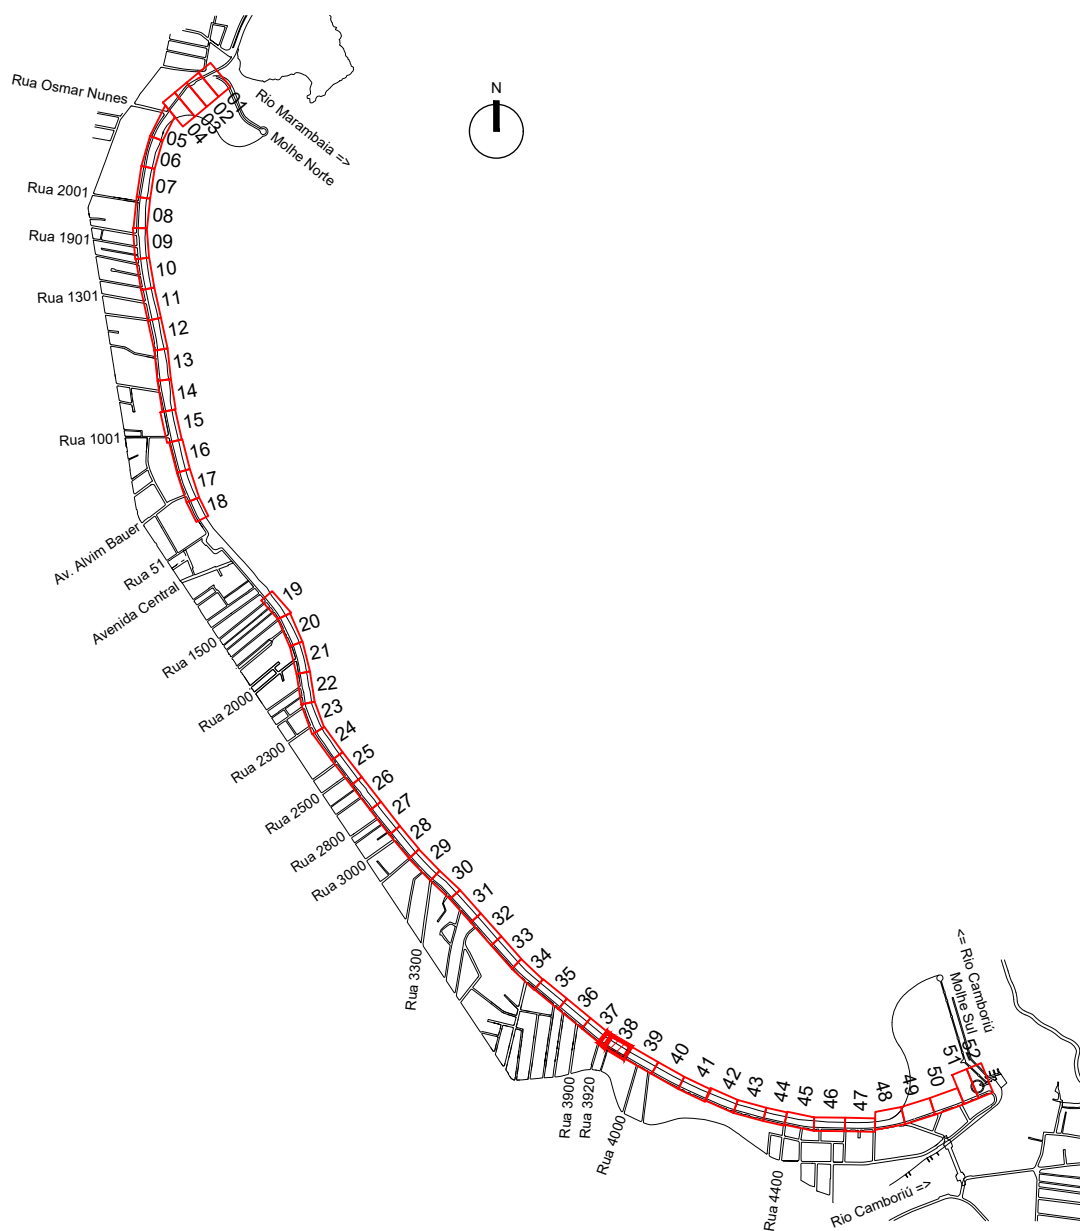 N
Rua Osmar Nunes
Rio Marambaia =>
Molhe Norte
01
02
03
04
05
06
07
08
09
10
11
12
13
14
15
16
17
18
Rua 2001
Rua 1901
Rua 1301
Rua 1001
Av. Alvim Bauer
Rua 51
Avenida Central
Rua 1500
Rua 2000
Rua 2300
Rua 2500
Rua 2800
Rua 3000
Rua 3300
Rua 3900
Rua 3920
Rua 4000
Rua 4400
19
20
21
22
23
24
25
26
27
28
29
30
31
32
33
34
35
36
37
38
39
40
41
42
43
44
45
46
47
48
49
50
51
52
<= Rio Camboriú
Molhe Sul
Rio Camboriú =>